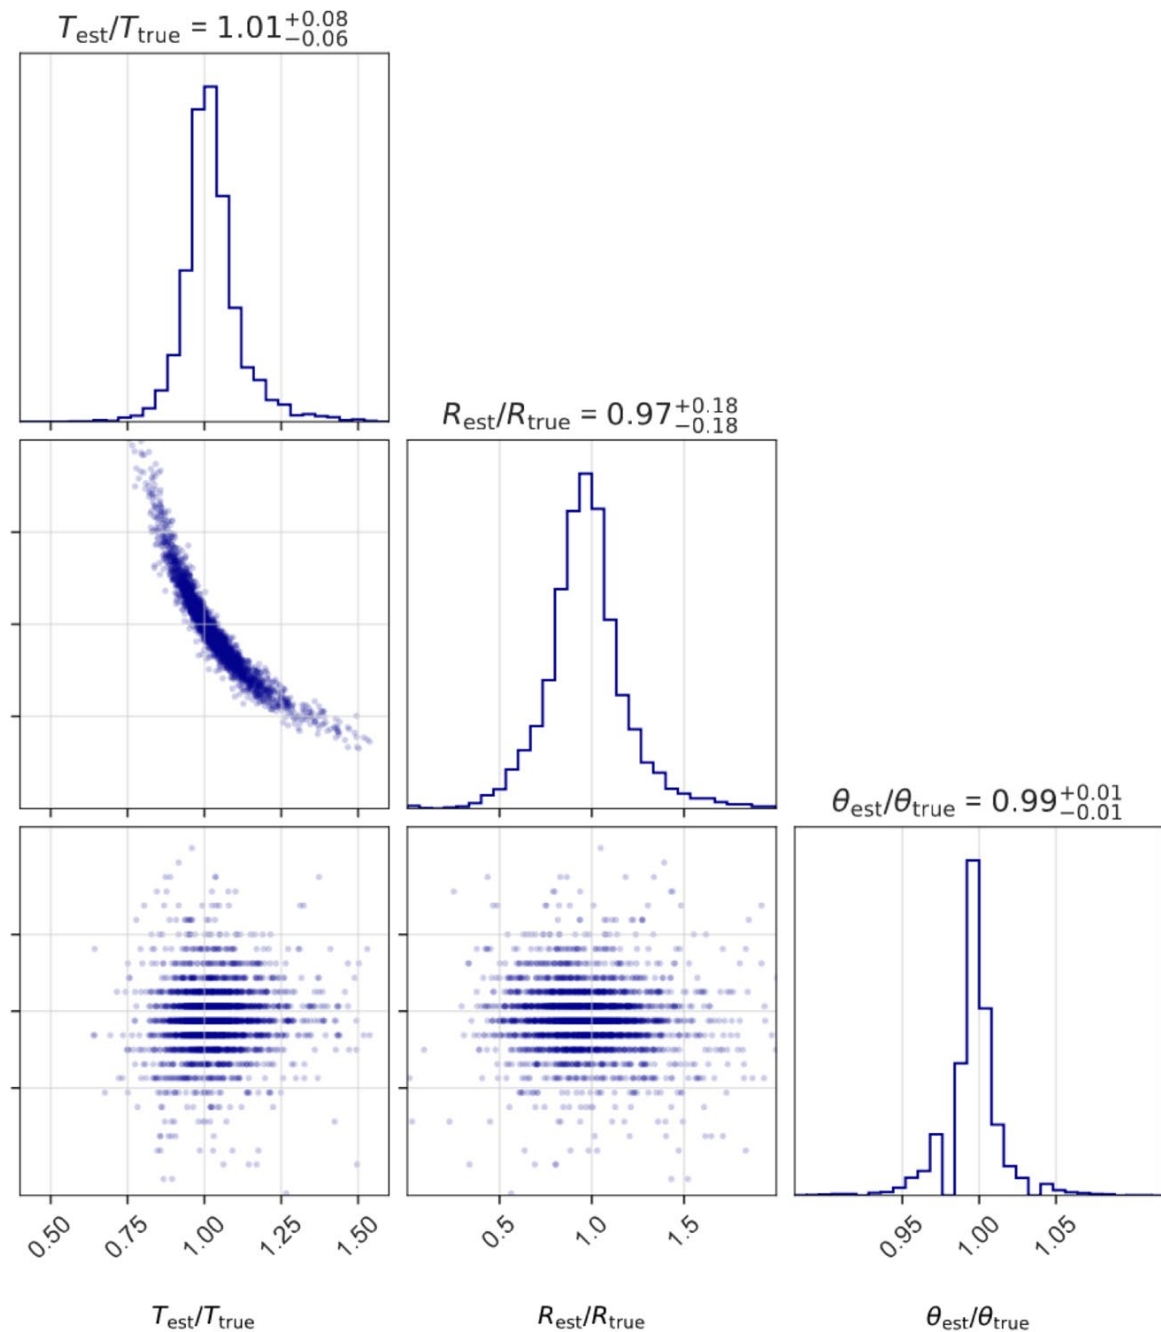 T_est/T_true = 1.01^{+0.08}_{−0.06}
R_est/R_true = 0.97^{+0.18}_{−0.18}
θ_est/θ_true = 0.99^{+0.01}_{−0.01}
0.50 0.75 1.00 1.25 1.50 0.5 1.0 1.5 0.95 1.00 1.05
T_est/T_true R_est/R_true θ_est/θ_true